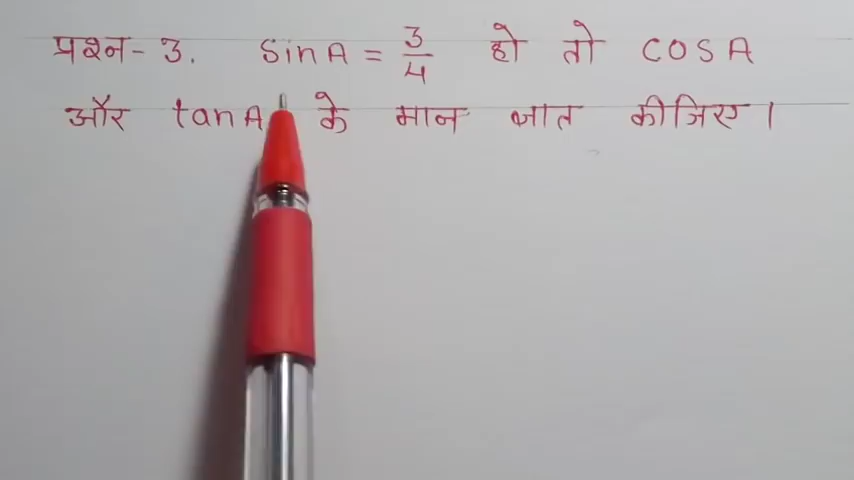 प्रश्न- 3. sinA = 3/4 हो तो COSA
और tanA के मान ज्ञात कीजिए।